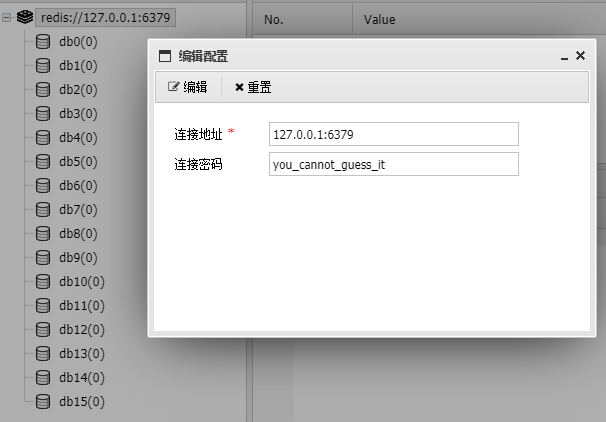 redis://127.0.0.1:6379
db0(0)
db1(0)
db2(0)
db3(0)
db4(0)
db5(0)
db6(0)
db7(0)
db8(0)
db9(0)
db10(0)
db11(0)
db12(0)
db13(0)
db14(0)
db15(0)
No. Value
编辑配置
编辑 重置
连接地址 * 127.0.0.1:6379
连接密码 you_cannot_guess_it